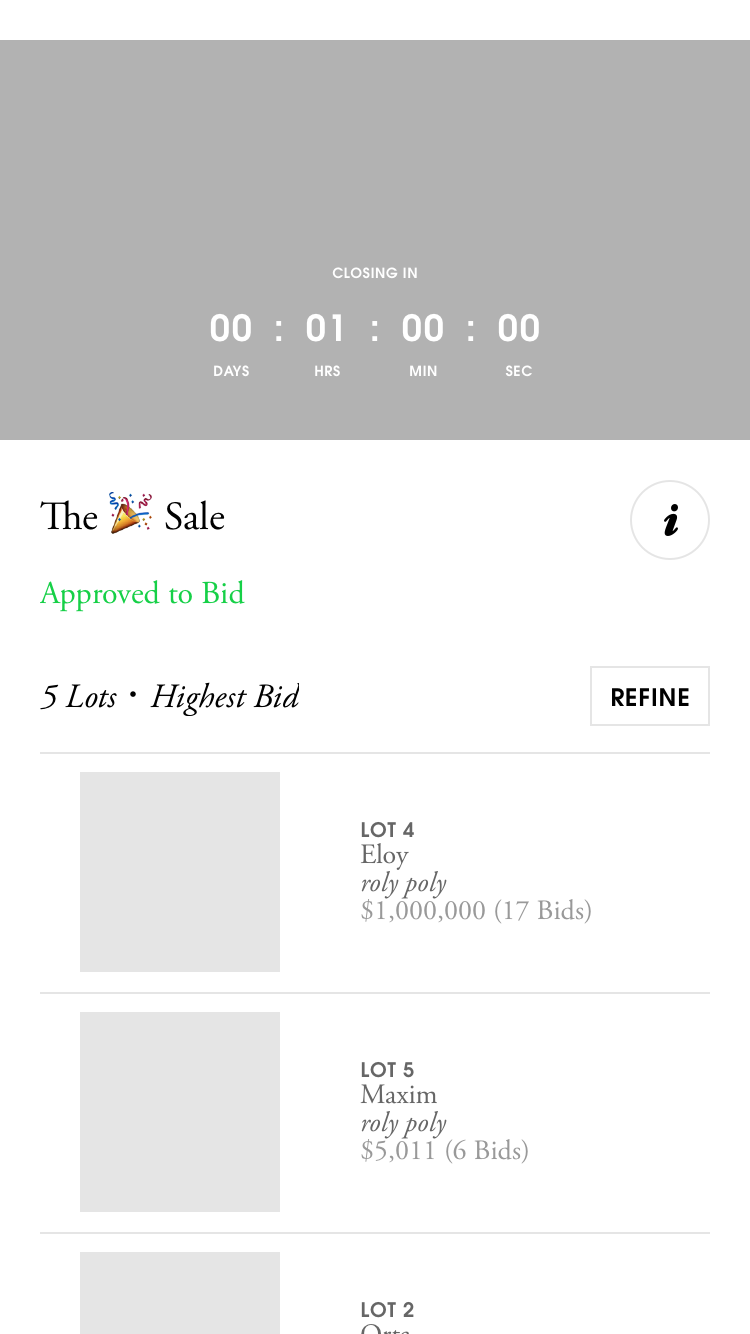 CLOSING IN
00 : 01 : 00 : 00
DAYS HRS MIN SEC
The 🎉 Sale
i
Approved to Bid
5 Lots • Highest Bid
REFINE
LOT 4
Eloy
roly poly
$1,000,000 (17 Bids)
LOT 5
Maxim
roly poly
$5,011 (6 Bids)
LOT 2